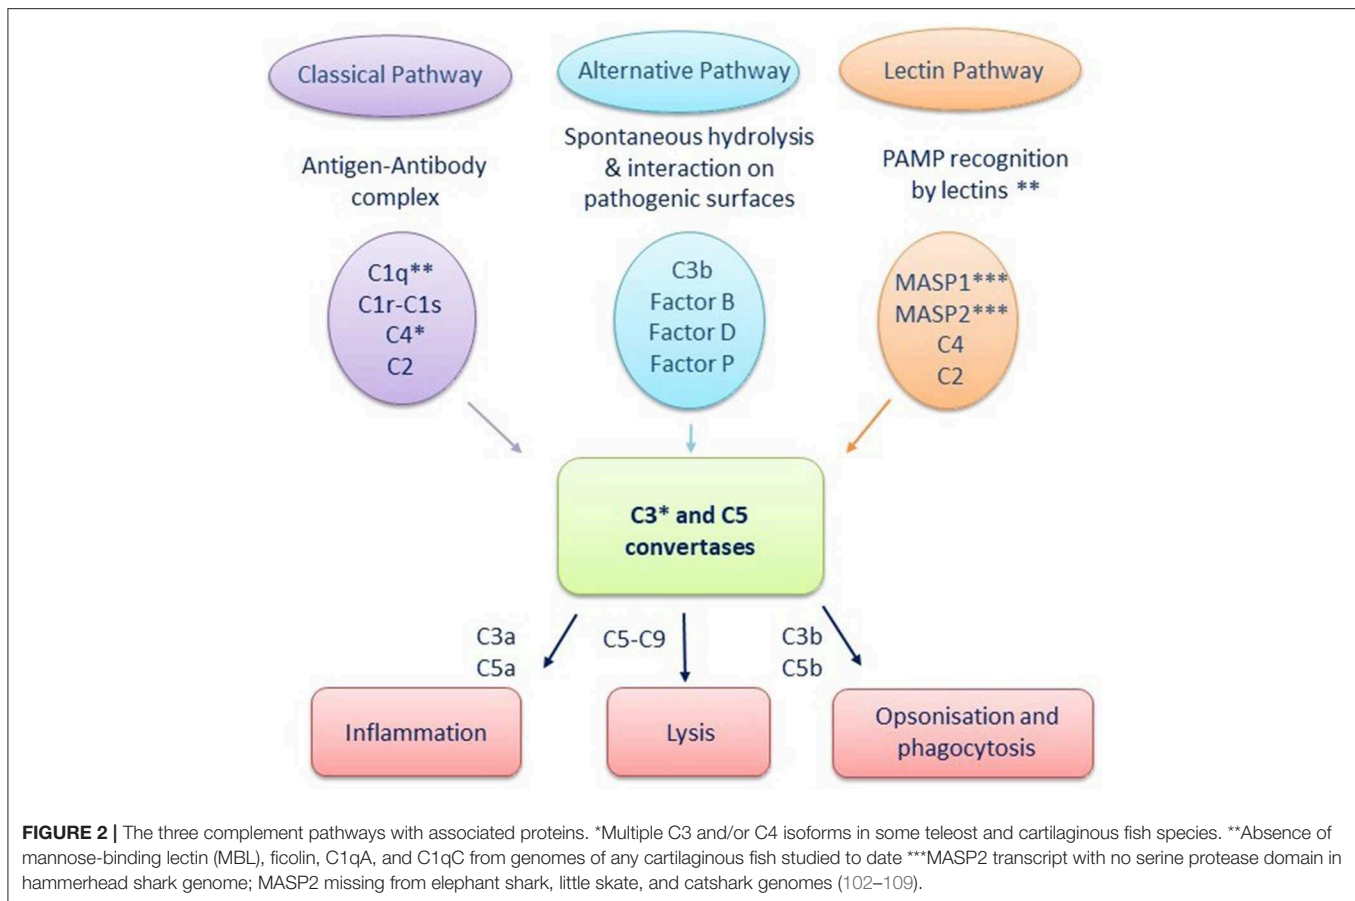 Classical Pathway
Alternative Pathway
Lectin Pathway
Antigen-Antibody
complex
Spontaneous hydrolysis
& interaction on
pathogenic surfaces
PAMP recognition
by lectins **
C1q**
C1r-C1s
C4*
C2
C3b
Factor B
Factor D
Factor P
MASP1***
MASP2***
C4
C2
C3* and C5
convertases
C3a
C5a
C5-C9
C3b
C5b
Inflammation
Lysis
Opsonisation and
phagocytosis
FIGURE 2 | The three complement pathways with associated proteins. *Multiple C3 and/or C4 isoforms in some teleost and cartilaginous fish species. **Absence of
mannose-binding lectin (MBL), ficolin, C1qA, and C1qC from genomes of any cartilaginous fish studied to date ***MASP2 transcript with no serine protease domain in
hammerhead shark genome; MASP2 missing from elephant shark, little skate, and catshark genomes (102–109).